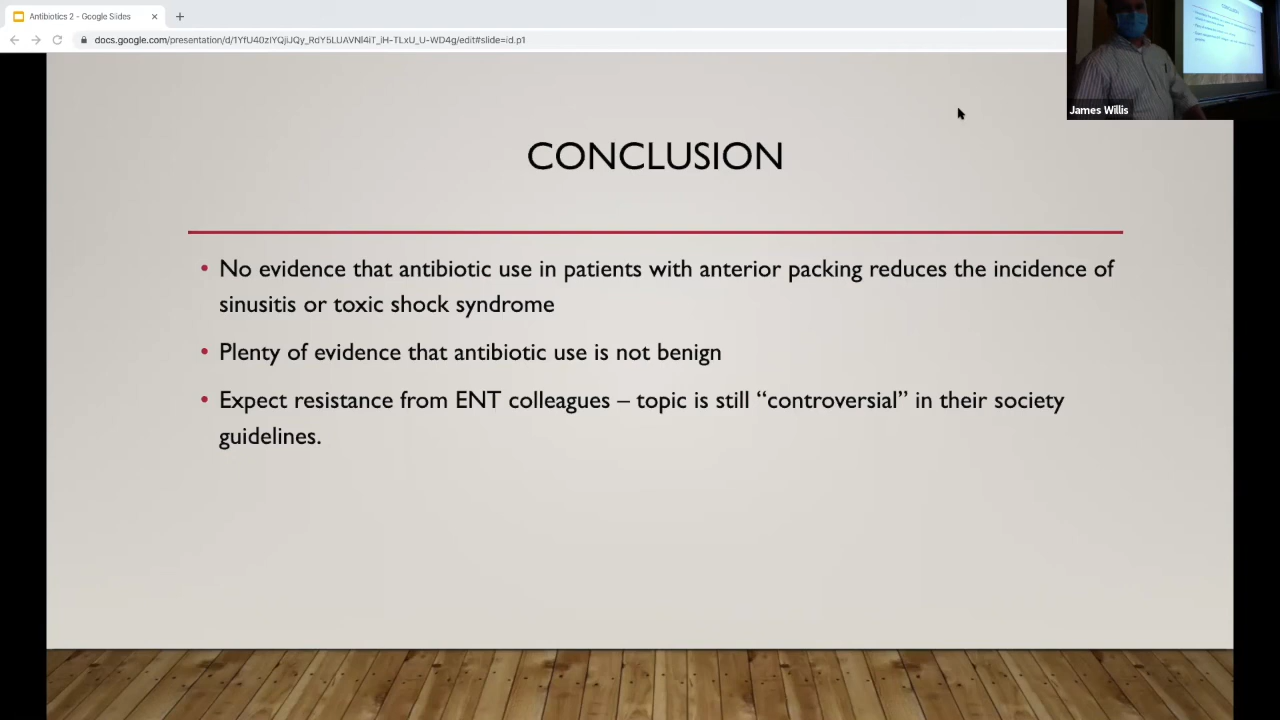 Antibiotics 2 - Google Slides
docs.google.com/presentation/d/1YfU40zIYQjiJQy_RdY5LUAVNl4iT_iH-TLxU_U-WD4g/edit#slide=id.p1
James Willis
CONCLUSION
• No evidence that antibiotic use in patients with anterior packing reduces the incidence of
sinusitis or toxic shock syndrome
• Plenty of evidence that antibiotic use is not benign
• Expect resistance from ENT colleagues – topic is still “controversial” in their society
guidelines.